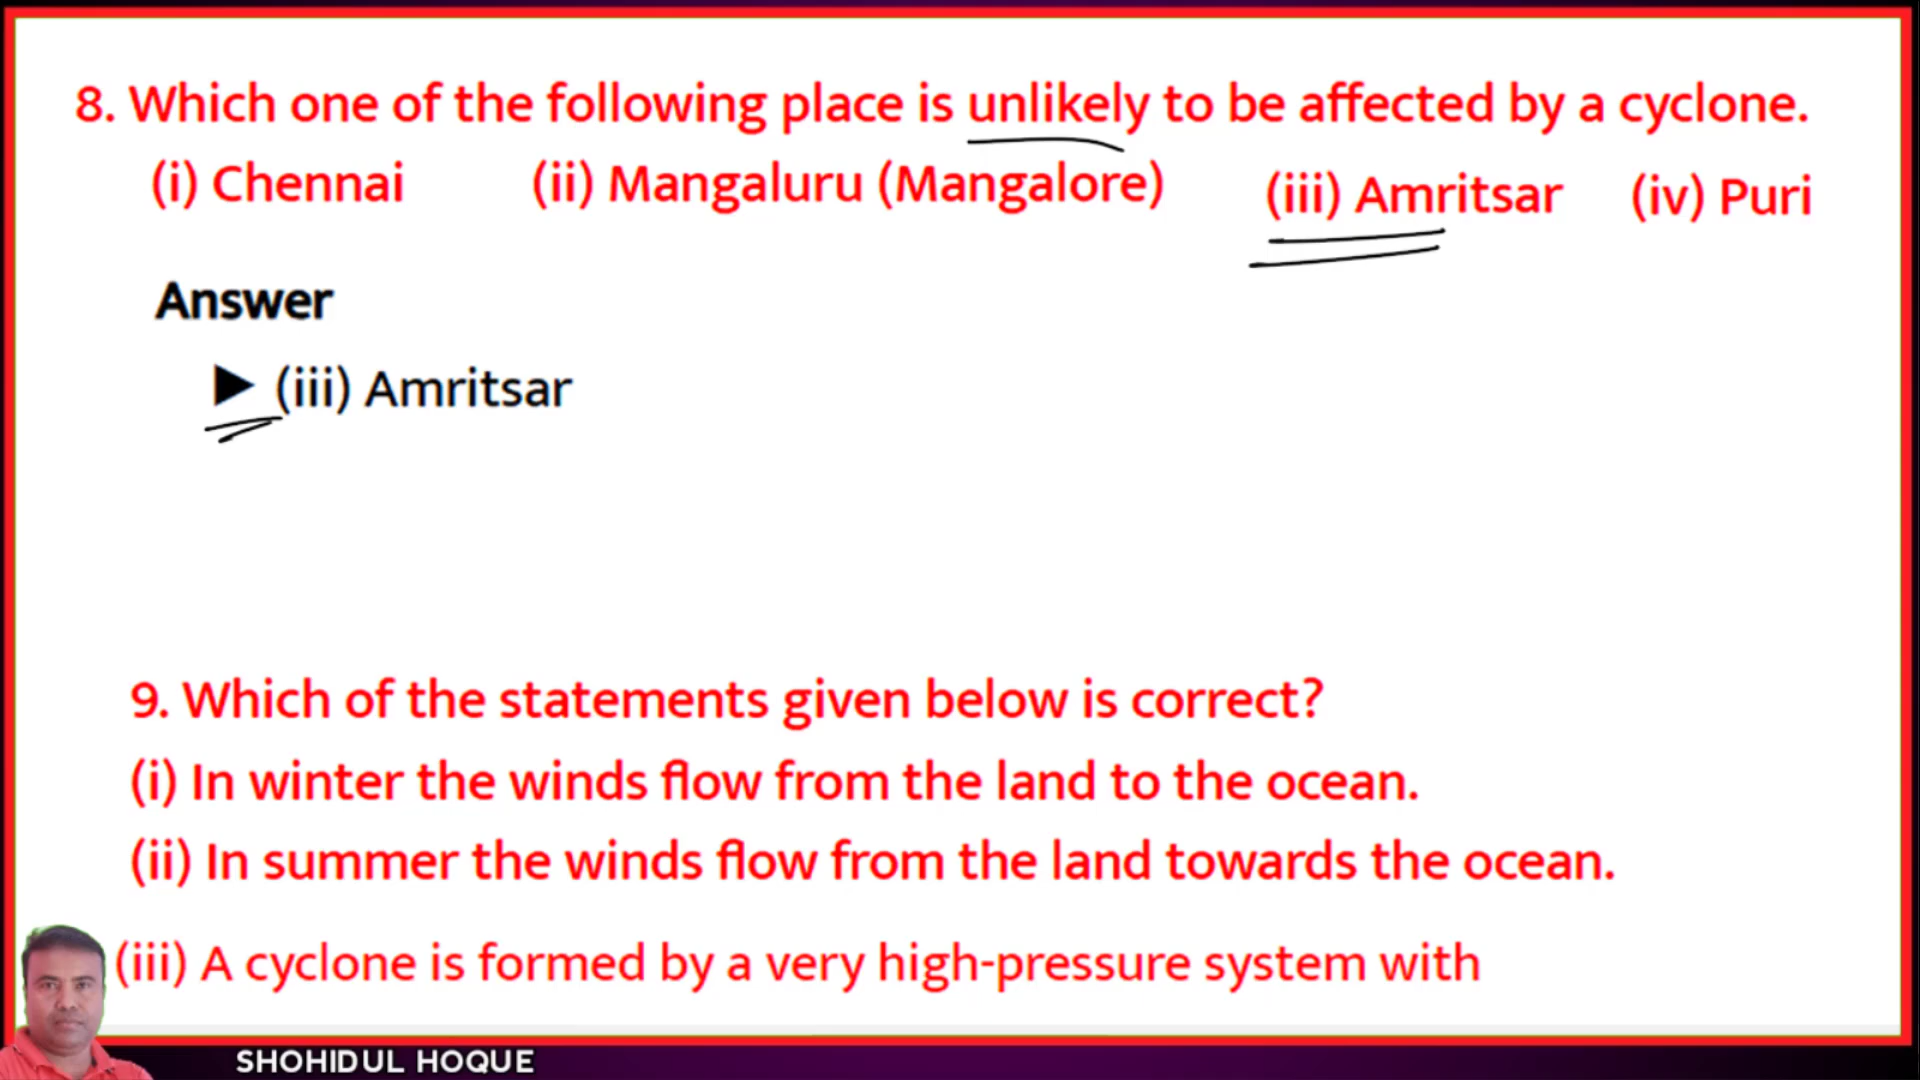 8. Which one of the following place is unlikely to be affected by a cyclone.
(i) Chennai (ii) Mangaluru (Mangalore) (iii) Amritsar (iv) Puri
Answer
▶ (iii) Amritsar
9. Which of the statements given below is correct?
(i) In winter the winds flow from the land to the ocean.
(ii) In summer the winds flow from the land towards the ocean.
(iii) A cyclone is formed by a very high-pressure system with
SHOHIDUL HOQUE